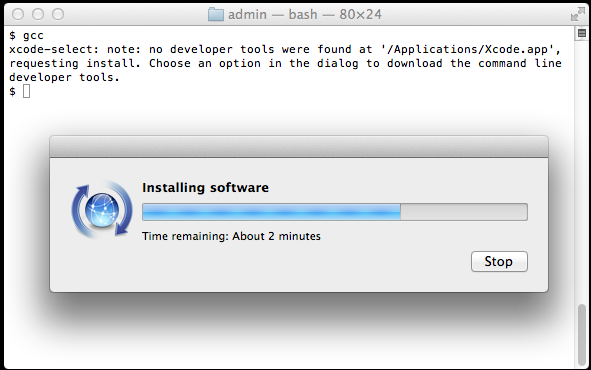 admin — bash — 80×24
$ gcc
xcode-select: note: no developer tools were found at '/Applications/Xcode.app',
requesting install. Choose an option in the dialog to download the command line
developer tools.
$
Installing software
Time remaining: About 2 minutes
Stop